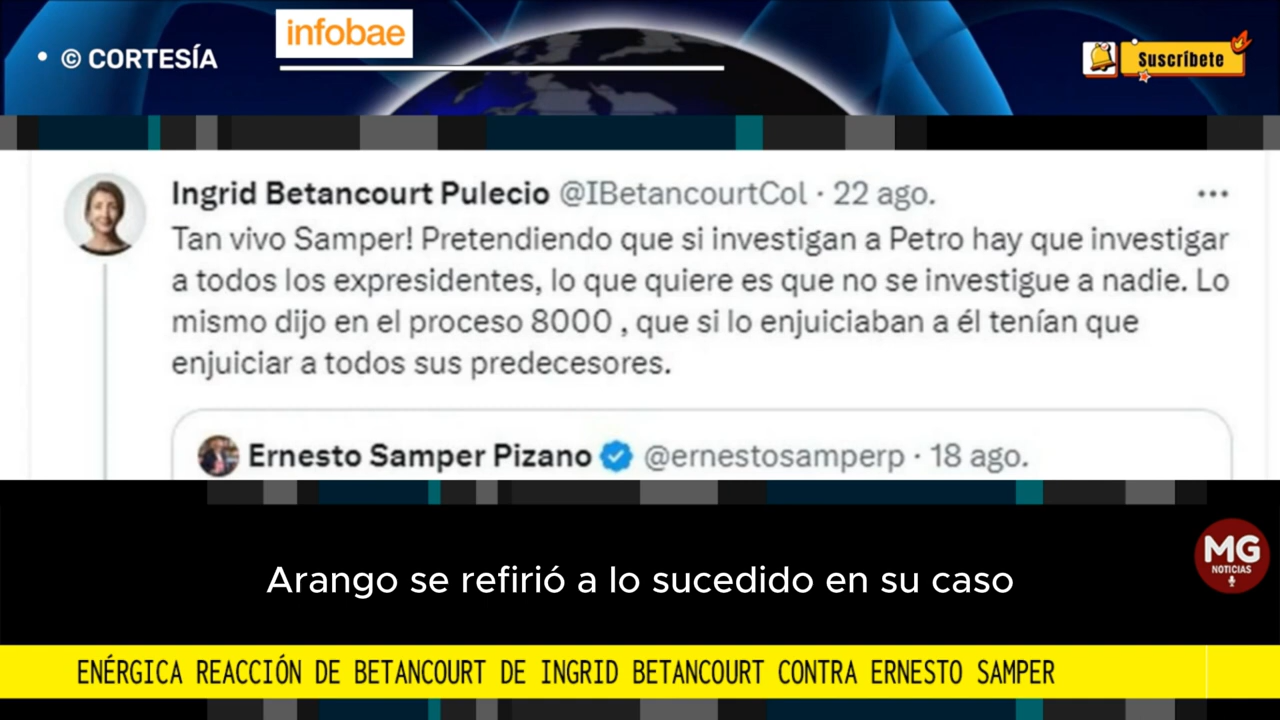 • © CORTESÍA
infobae
Suscríbete
Ingrid Betancourt Pulecio @IBetancourtCol · 22 ago.
Tan vivo Samper! Pretendiendo que si investigan a Petro hay que investigar
a todos los expresidentes, lo que quiere es que no se investigue a nadie. Lo
mismo dijo en el proceso 8000 , que si lo enjuiciaban a él tenían que
enjuiciar a todos sus predecesores.
Ernesto Samper Pizano @ernestosamperp · 18 ago.
Arango se refirió a lo sucedido en su caso
MG
NOTICIAS
ENÉRGICA REACCIÓN DE BETANCOURT DE INGRID BETANCOURT CONTRA ERNESTO SAMPER